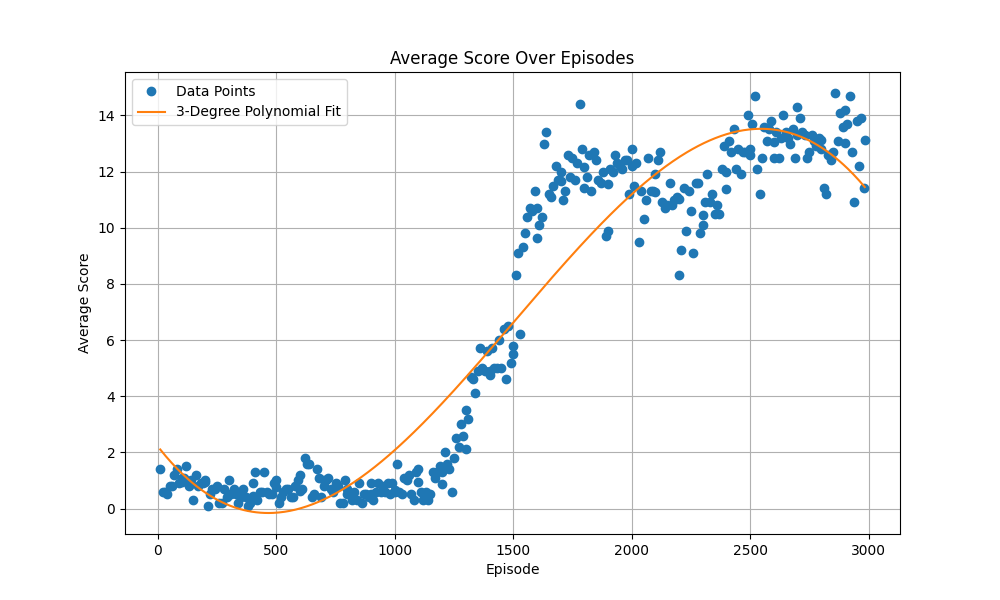 Average Score Over Episodes
Data Points
3-Degree Polynomial Fit
14
12
10
8
6
4
2
0
Average Score
0 500 1000 1500 2000 2500 3000
Episode